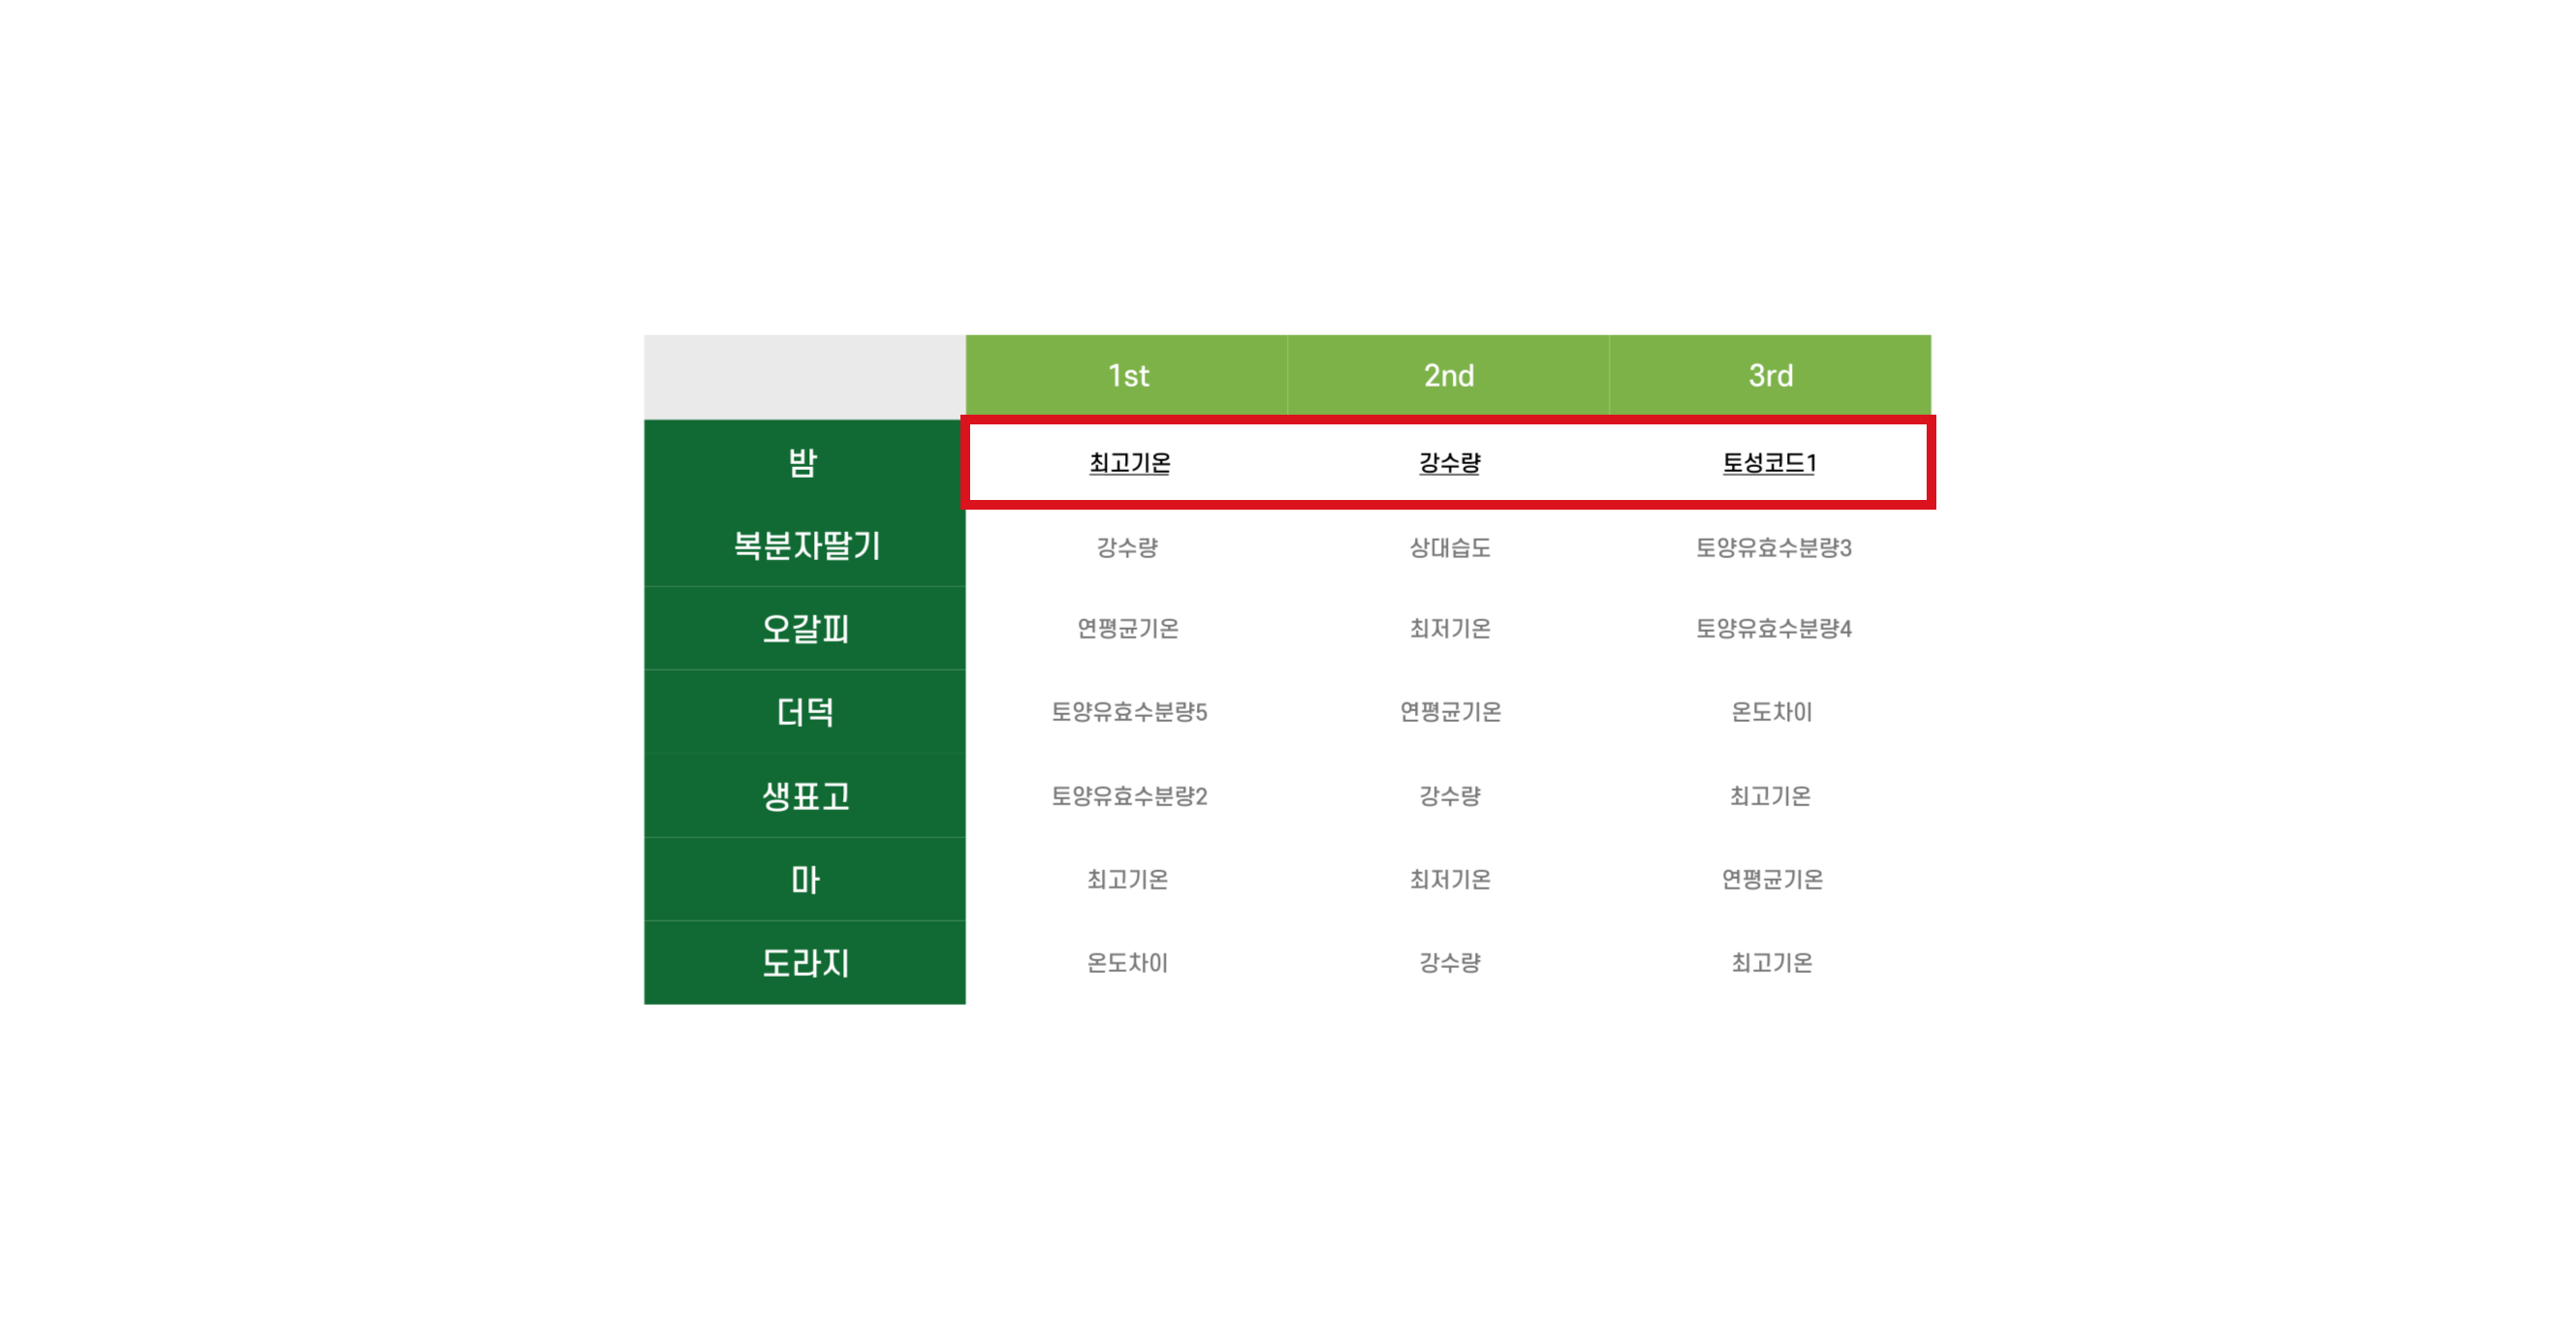 1st 2nd 3rd
밤 최고기온 강수량 토성코드1
복분자딸기 강수량 상대습도 토양유효수분량3
오갈피 연평균기온 최저기온 토양유효수분량4
더덕 토양유효수분량5 연평균기온 온도차이
생표고 토양유효수분량2 강수량 최고기온
마 최고기온 최저기온 연평균기온
도라지 온도차이 강수량 최고기온